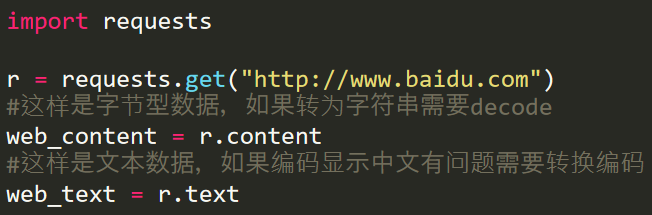 import requests
r = requests.get("http://www.baidu.com")
#这样是字节型数据，如果转为字符串需要decode
web_content = r.content
#这样是文本数据，如果编码显示中文有问题需要转换编码
web_text = r.text